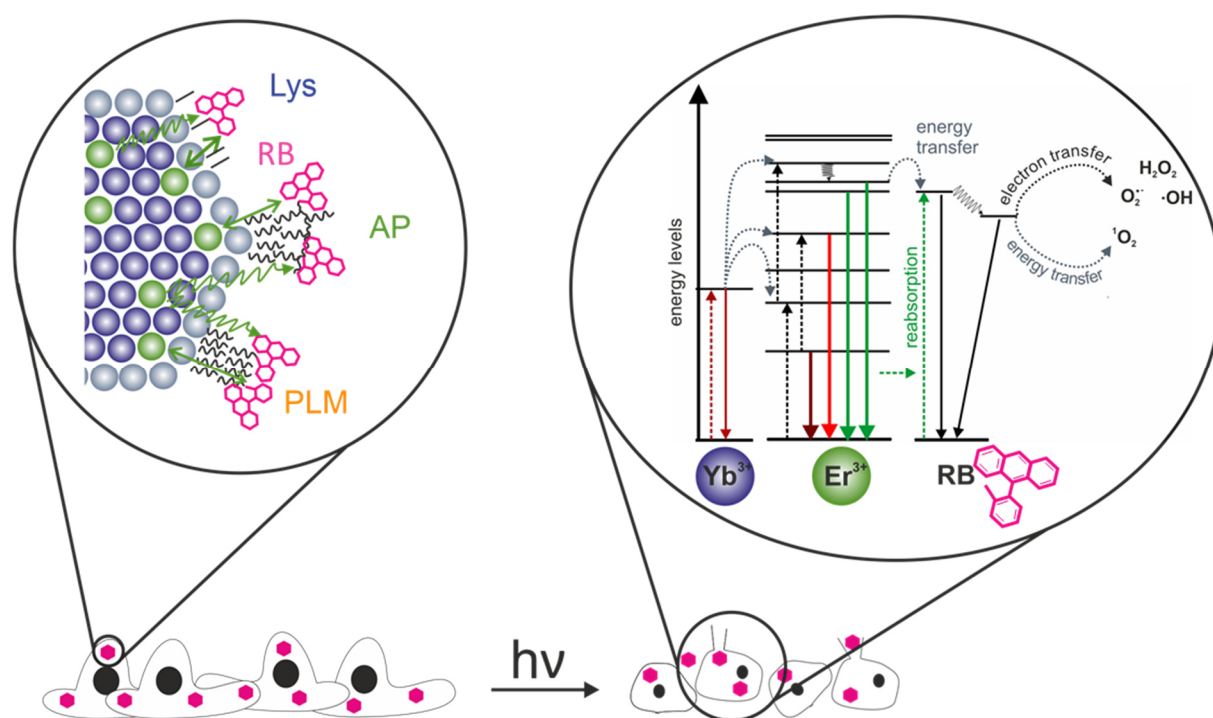 Lys
RB
AP
PLM
energy levels
energy
transfer
electron transfer
energy transfer
H₂O₂
O₂•⁻ ·OH
¹O₂
reabsorption
Yb³⁺
Er³⁺
RB
hν